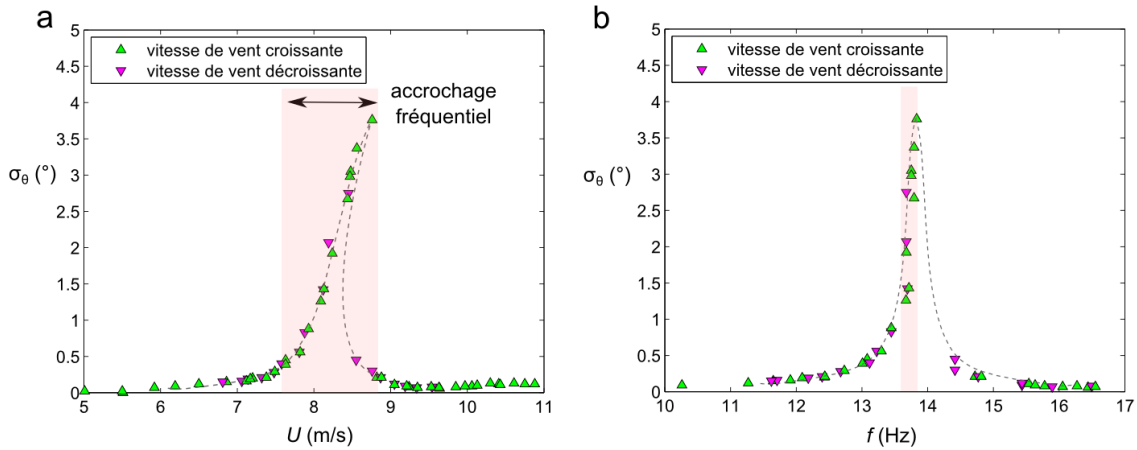 a
5
4.5
4
3.5
3
2.5
2
1.5
1
0.5
0
σθ (°)
vitesse de vent croissante
vitesse de vent décroissante
accrochage
fréquentiel
5 6 7 8 9 10 11
U (m/s)
b
5
4.5
4
3.5
3
2.5
2
1.5
1
0.5
0
σθ (°)
vitesse de vent croissante
vitesse de vent décroissante
10 11 12 13 14 15 16 17
f (Hz)